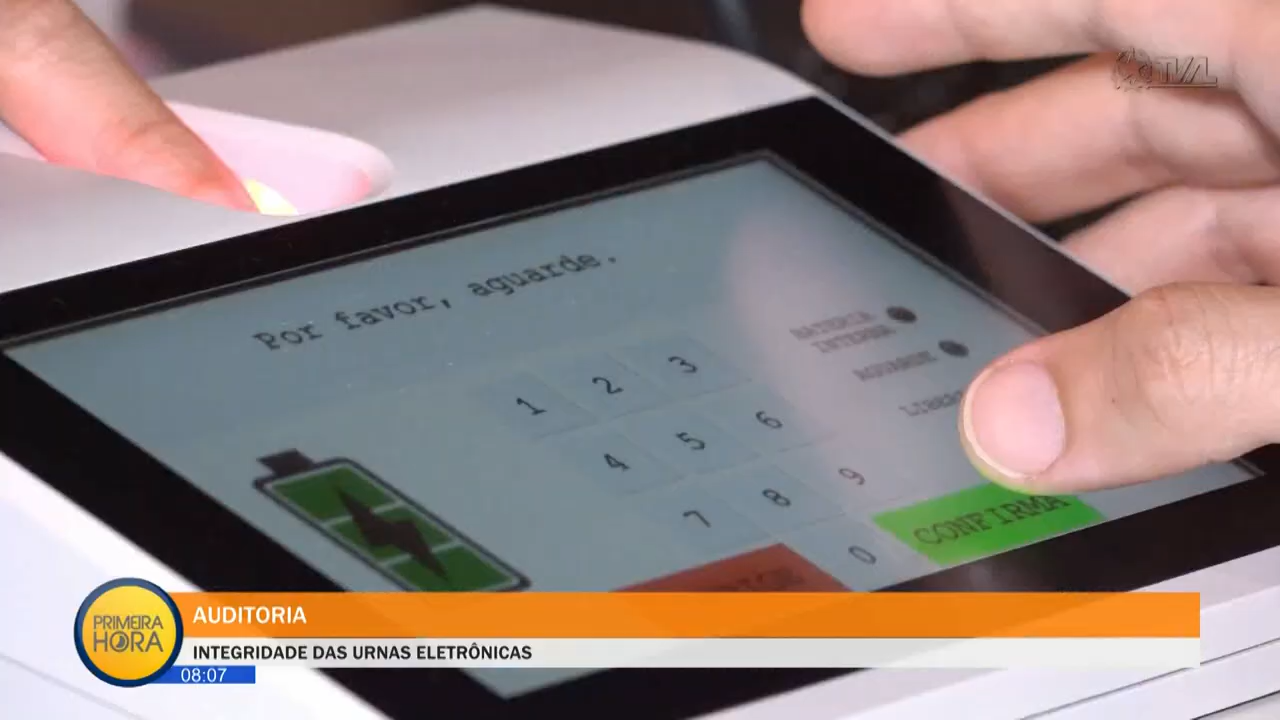 TVAL
Por favor, aguarde.
BATERIA
INTERNA
AGUARDE
1 2 3
4 5 6
7 8 9
0
CONFIRMA
PRIMEIRA
HORA
AUDITORIA
INTEGRIDADE DAS URNAS ELETRÔNICAS
08:07